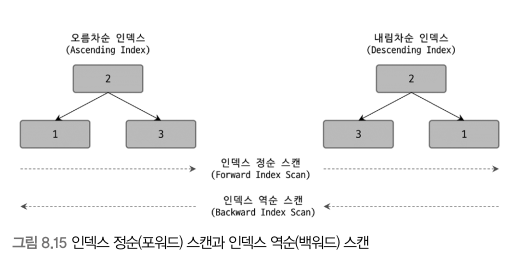 오름차순 인덱스
(Ascending Index)
2
1
3
내림차순 인덱스
(Descending Index)
2
3
1
인덱스 정순 스캔
(Forward Index Scan)
인덱스 역순 스캔
(Backward Index Scan)
그림 8.15 인덱스 정순(포워드) 스캔과 인덱스 역순(백워드) 스캔